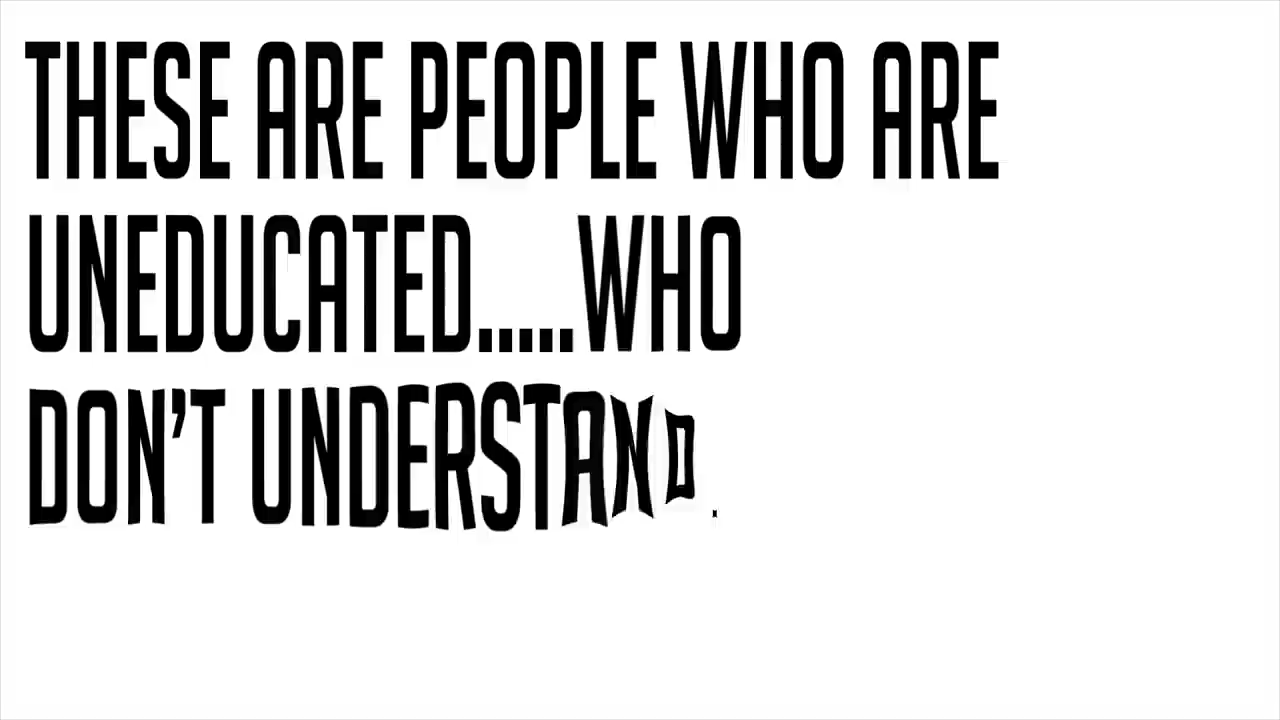 THESE ARE PEOPLE WHO ARE
UNEDUCATED.....WHO
DON'T UNDERSTAND.